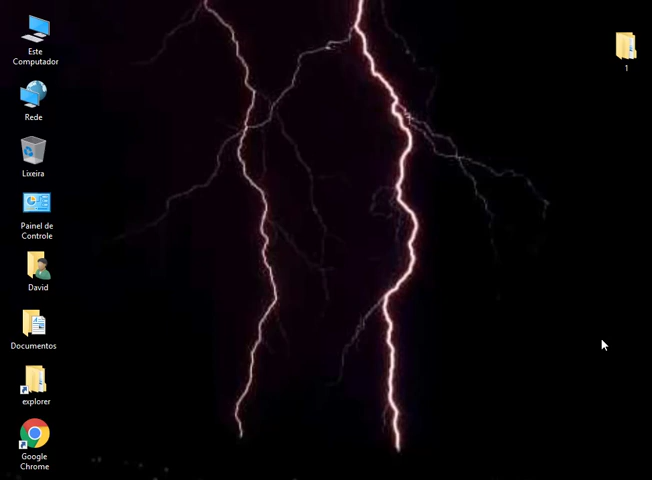 Este
Computador
Rede
Lixeira
Painel de
Controle
David
Documentos
explorer
Google
Chrome
1